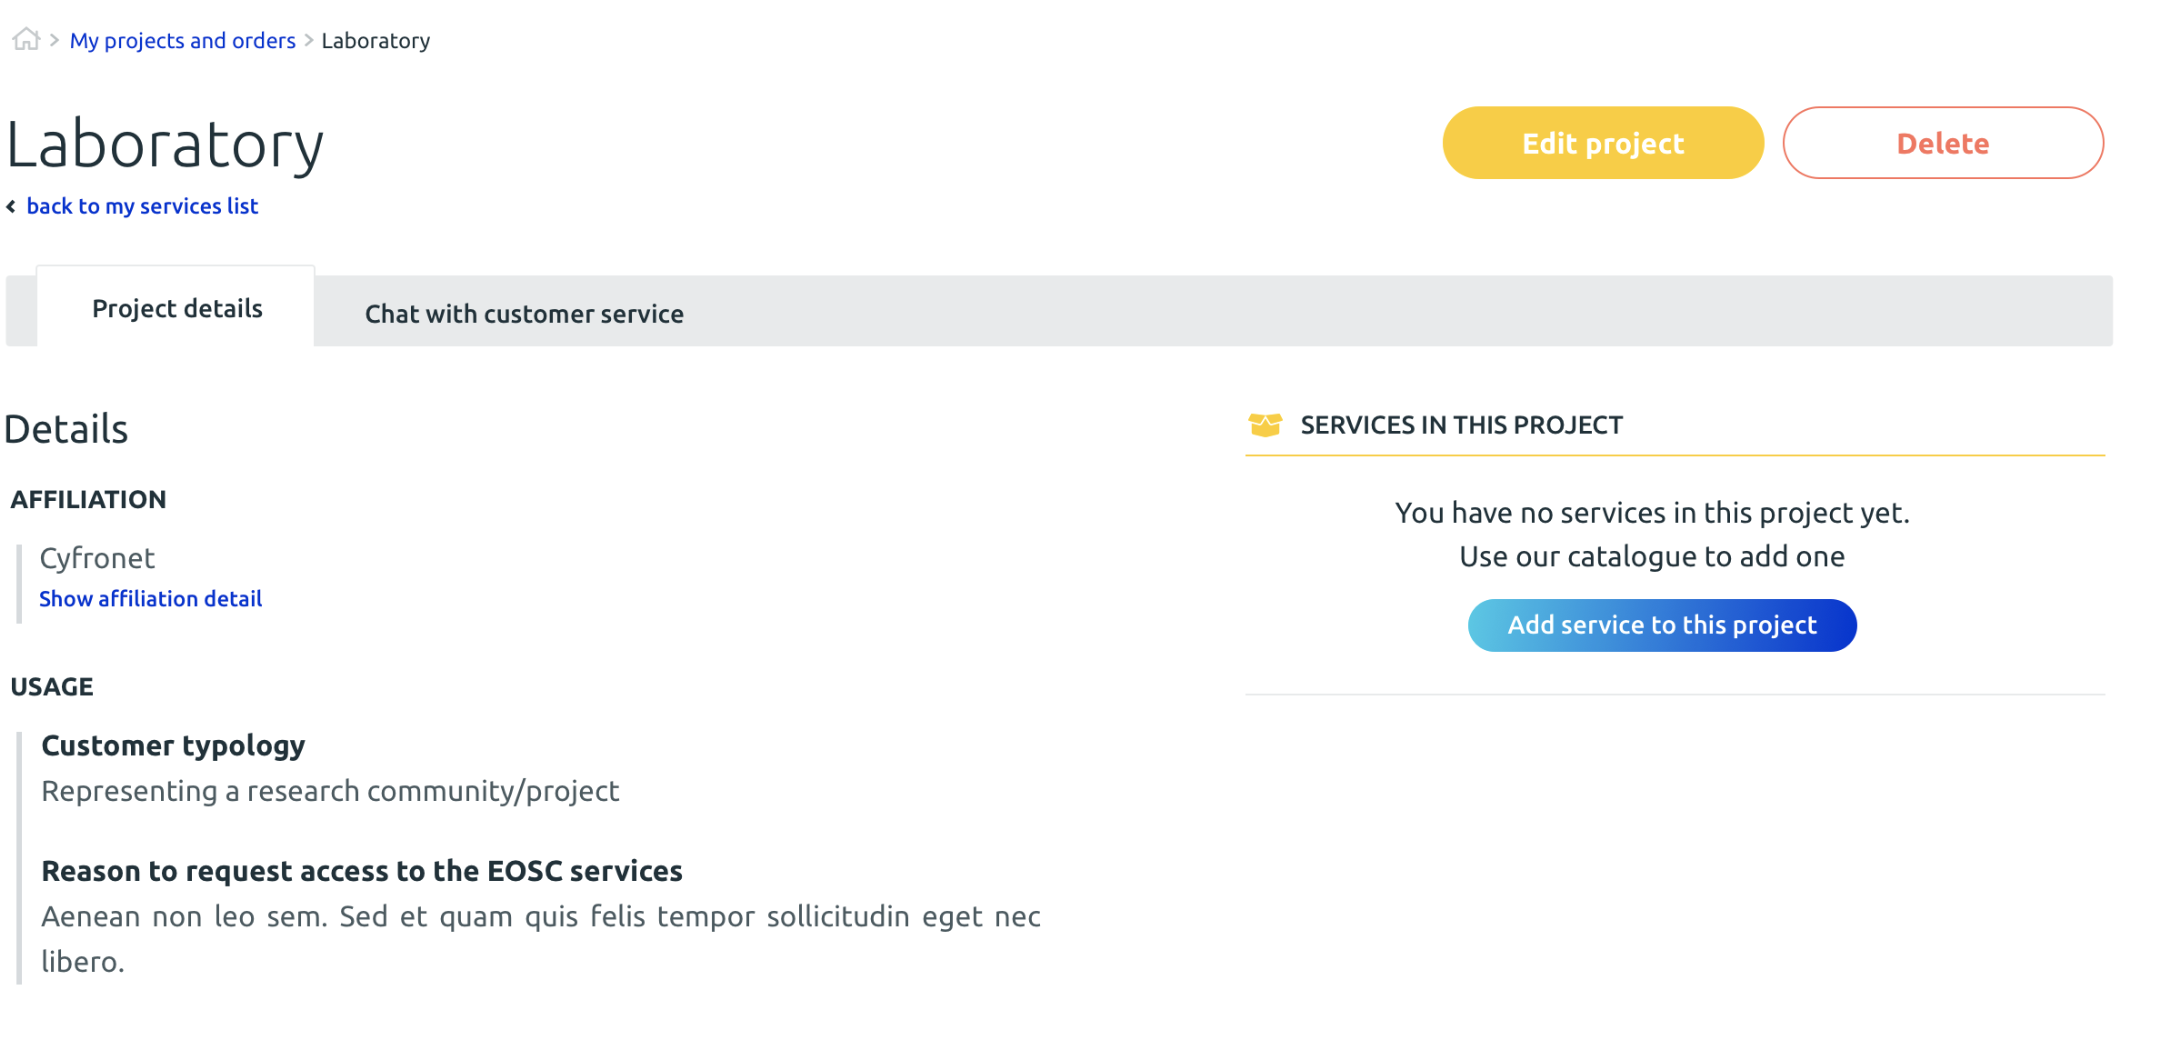 My projects and orders > Laboratory
Laboratory
Edit project
Delete
back to my services list
Project details
Chat with customer service
Details
AFFILIATION
Cyfronet
Show affiliation detail
USAGE
Customer typology
Representing a research community/project
Reason to request access to the EOSC services
Aenean non leo sem. Sed et quam quis felis tempor sollicitudin eget nec
libero.
SERVICES IN THIS PROJECT
You have no services in this project yet.
Use our catalogue to add one
Add service to this project